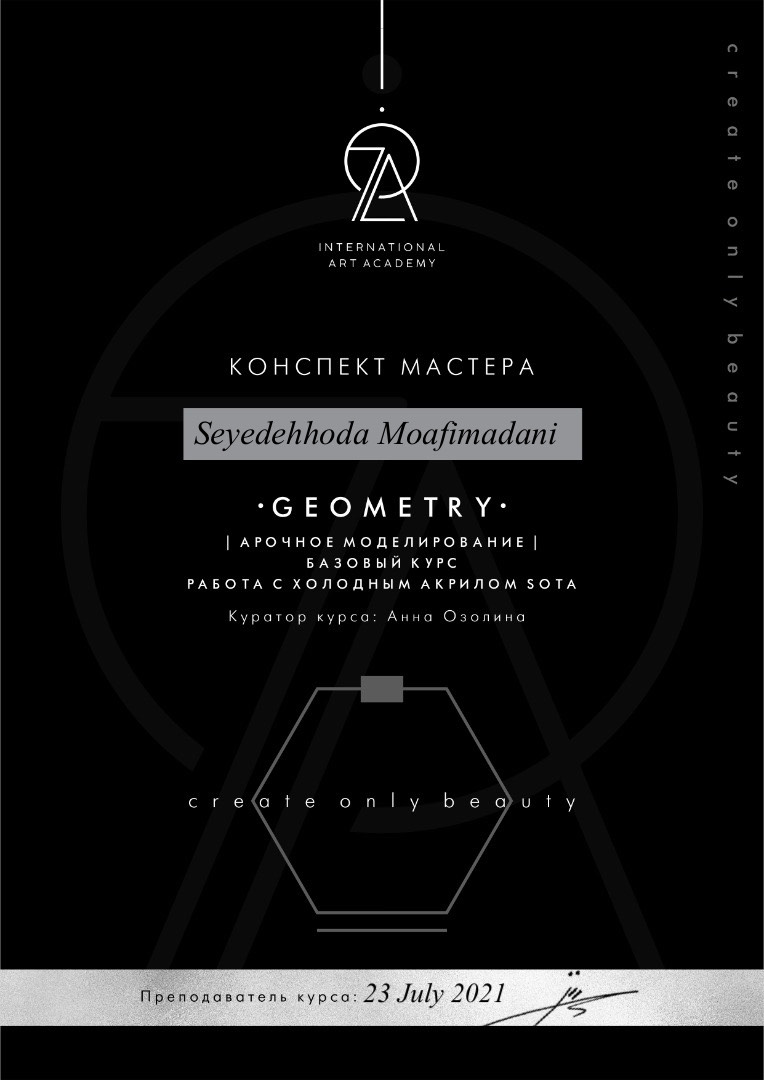 INTERNATIONAL
ART ACADEMY
КОНСПЕКТ МАСТЕРА
Seyedehhoda Moafimadani
·GEOMETRY·
| АРОЧНОЕ МОДЕЛИРОВАНИЕ |
БАЗОВЫЙ КУРС
РАБОТА С ХОЛОДНЫМ АКРИЛОМ SOTA
Куратор курса: Анна Озолина
create only beauty
Преподаватель курса: 23 July 2021
create only beauty